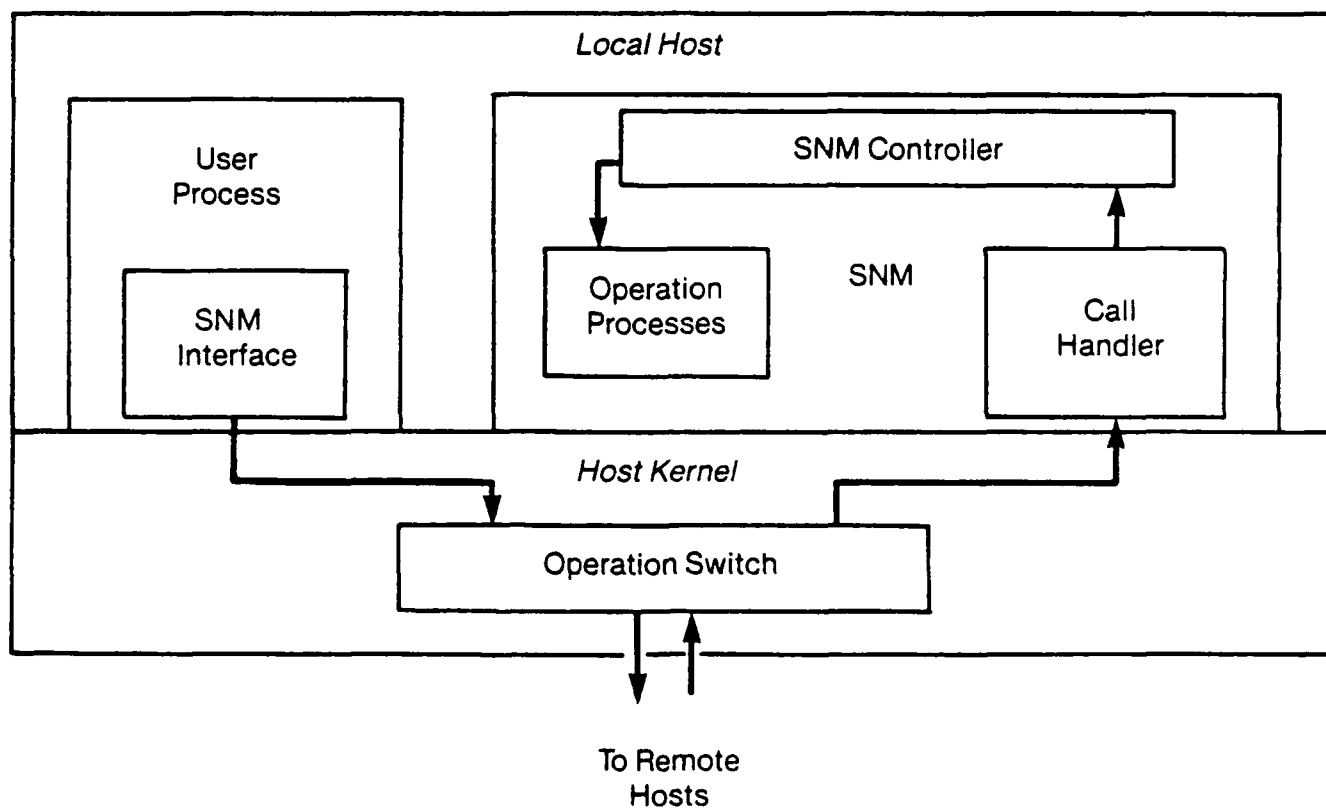 Local Host
User
Process
SNM
Interface
SNM Controller
Operation
Processes
SNM
Call
Handler
Host Kernel
Operation Switch
To Remote
Hosts